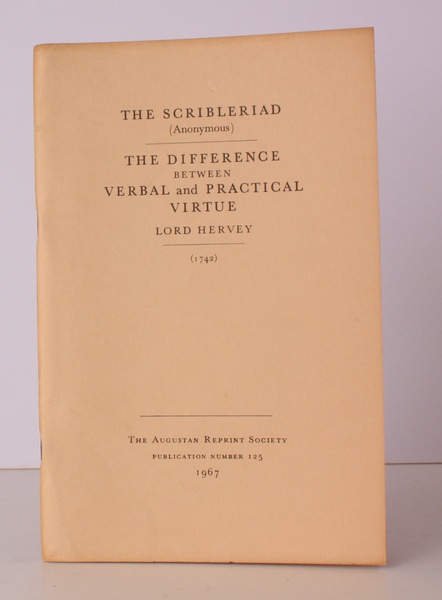 THE SCRIBLERIAD
(Anonymous)
THE DIFFERENCE
BETWEEN
VERBAL and PRACTICAL
VIRTUE
LORD HERVEY
(1742)
THE AUGUSTAN REPRINT SOCIETY
PUBLICATION NUMBER 125
1967